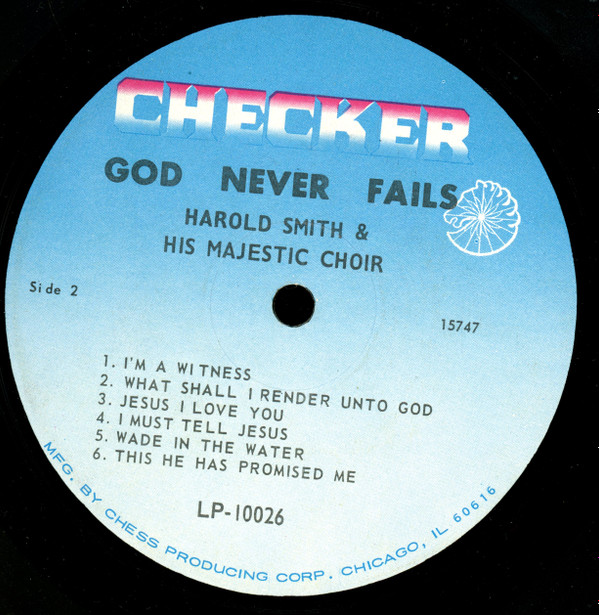 CHECKER
GOD NEVER FAILS
HAROLD SMITH &
HIS MAJESTIC CHOIR
Side 2
15747
1. I'M A WITNESS
2. WHAT SHALL I RENDER UNTO GOD
3. JESUS I LOVE YOU
4. I MUST TELL JESUS
5. WADE IN THE WATER
6. THIS HE HAS PROMISED ME
LP-10026
MFG. BY CHESS PRODUCING CORP. CHICAGO, IL 60616